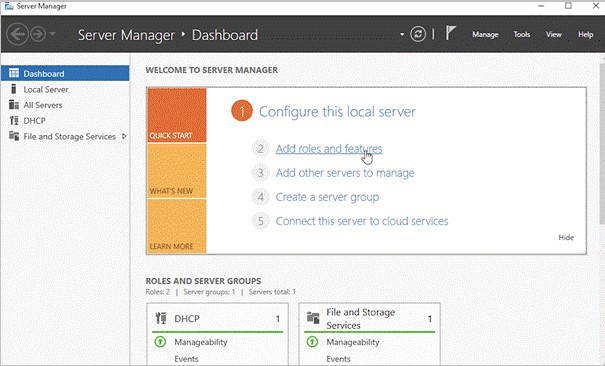 Server Manager
Server Manager ‣ Dashboard
Manage Tools View Help
Dashboard
Local Server
All Servers
DHCP
File and Storage Services
WELCOME TO SERVER MANAGER
QUICK START
WHAT'S NEW
LEARN MORE
1 Configure this local server
2 Add roles and features
3 Add other servers to manage
4 Create a server group
5 Connect this server to cloud services
Hide
ROLES AND SERVER GROUPS
Roles: 2 | Server groups: 1 | Servers total: 1
DHCP 1
Manageability
Events
File and Storage
Services 1
Manageability
Events